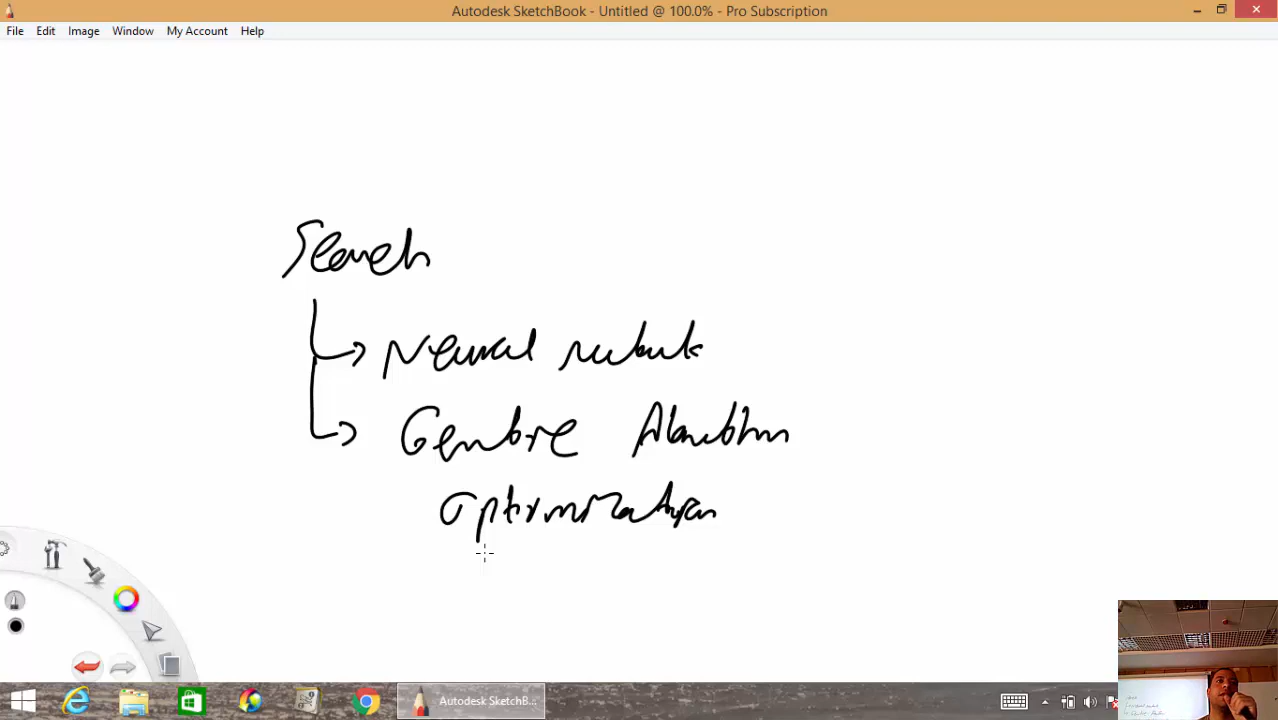 Autodesk SketchBook - Untitled @ 100.0% - Pro Subscription
File Edit Image Window My Account Help
Search
Neural network
Genetic Algorithm
optimization
Autodesk SketchB...